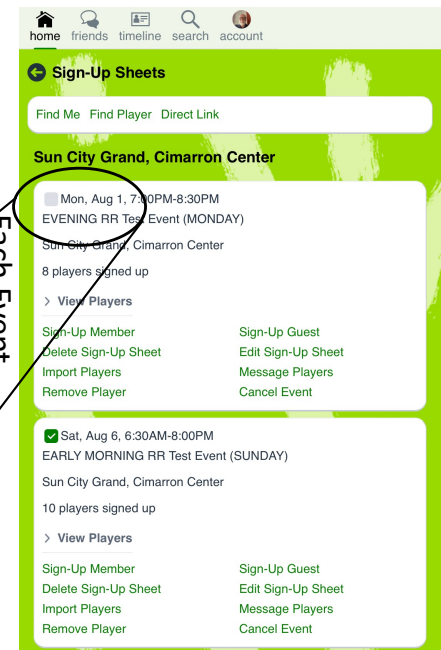 home friends timeline search account
Sign-Up Sheets
Find Me Find Player Direct Link
Sun City Grand, Cimarron Center
Mon, Aug 1, 7:00PM-8:30PM
EVENING RR Test Event (MONDAY)
Sun City Grand, Cimarron Center
8 players signed up
> View Players
Sign-Up Member Sign-Up Guest
Delete Sign-Up Sheet Edit Sign-Up Sheet
Import Players Message Players
Remove Player Cancel Event
Sat, Aug 6, 6:30AM-8:00PM
EARLY MORNING RR Test Event (SUNDAY)
Sun City Grand, Cimarron Center
10 players signed up
> View Players
Sign-Up Member Sign-Up Guest
Delete Sign-Up Sheet Edit Sign-Up Sheet
Import Players Message Players
Remove Player Cancel Event
Each Event